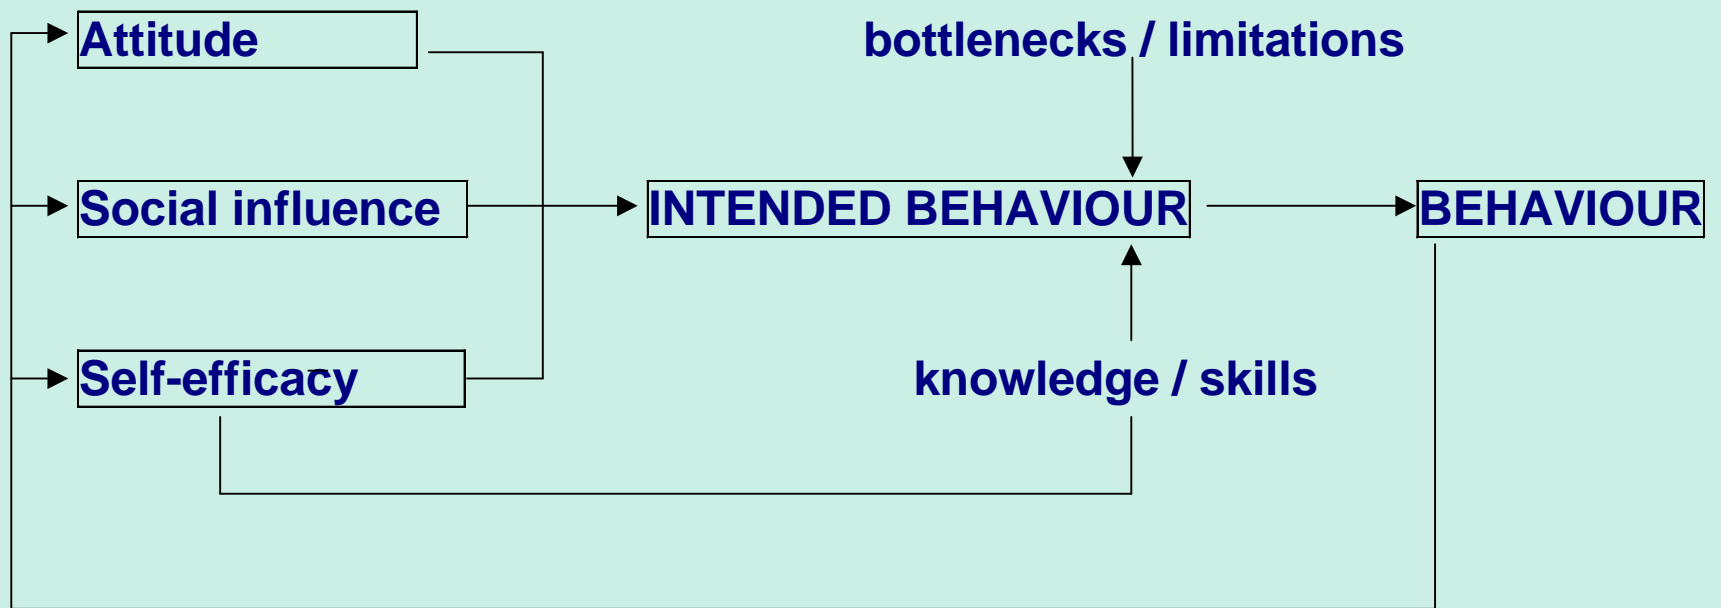 Attitude
bottlenecks / limitations
Social influence
INTENDED BEHAVIOUR
BEHAVIOUR
Self-efficacy
knowledge / skills